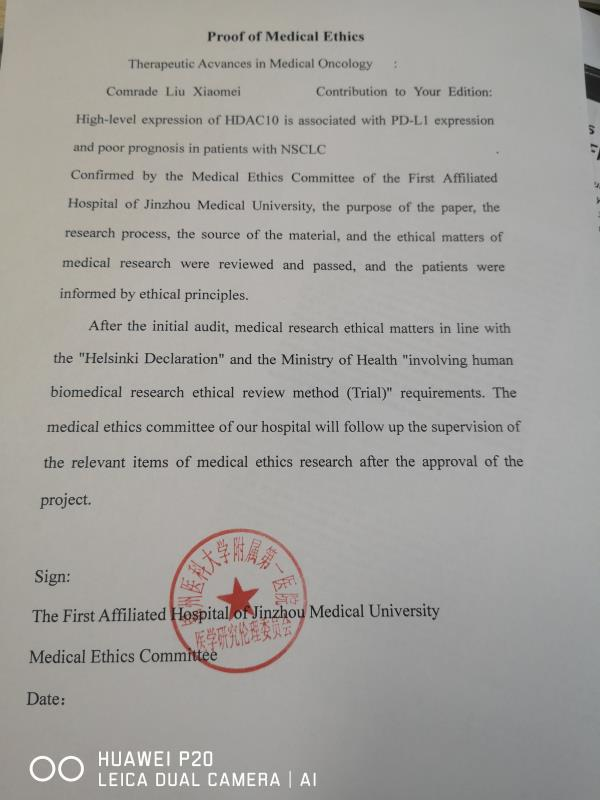 Proof of Medical Ethics
Therapeutic Acvances in Medical Oncology :
Comrade Liu Xiaomei Contribution to Your Edition:
High-level expression of HDAC10 is associated with PD-L1 expression
and poor prognosis in patients with NSCLC .
Confirmed by the Medical Ethics Committee of the First Affiliated
Hospital of Jinzhou Medical University, the purpose of the paper, the
research process, the source of the material, and the ethical matters of
medical research were reviewed and passed, and the patients were
informed by ethical principles.
After the initial audit, medical research ethical matters in line with
the "Helsinki Declaration" and the Ministry of Health "involving human
biomedical research ethical review method (Trial)" requirements. The
medical ethics committee of our hospital will follow up the supervision of
the relevant items of medical ethics research after the approval of the
project.
Sign:
The First Affiliated Hospital of Jinzhou Medical University
Medical Ethics Committee
Date:
锦州医科大学附属第一医院
医学研究伦理委员会
HUAWEI P20
LEICA DUAL CAMERA | AI